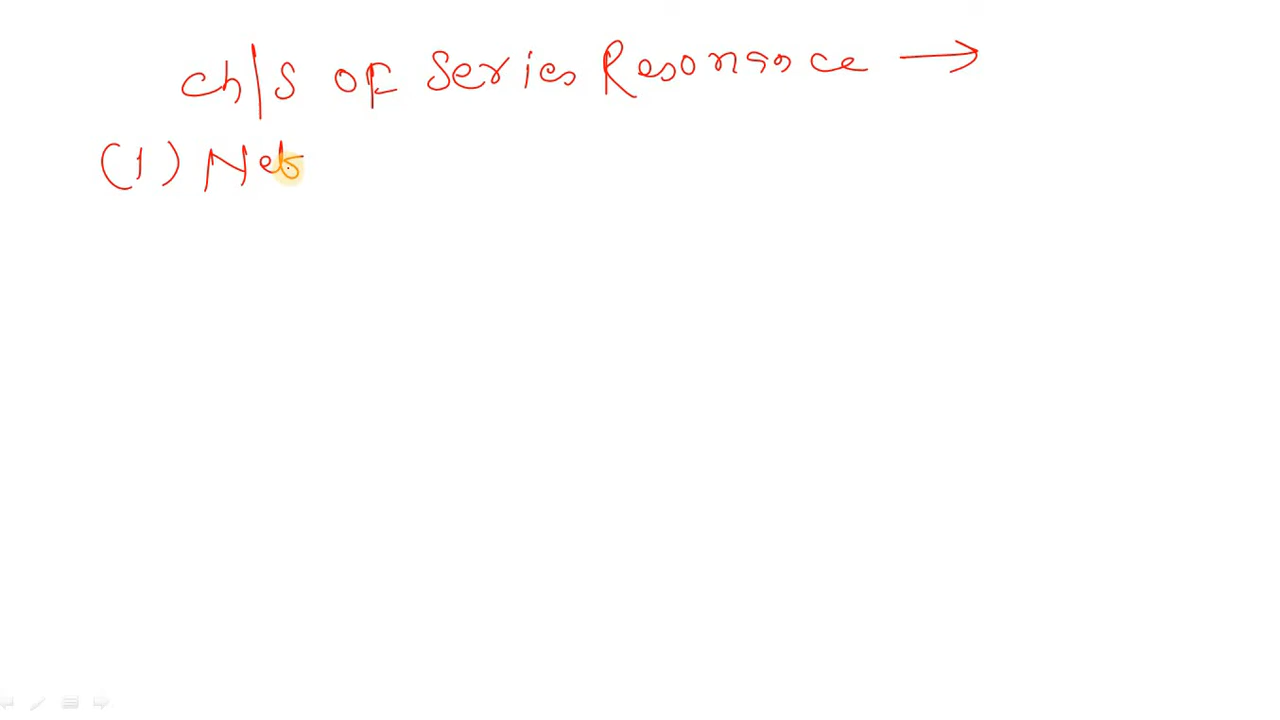 ch/s of Series Resonance →
(1) Net